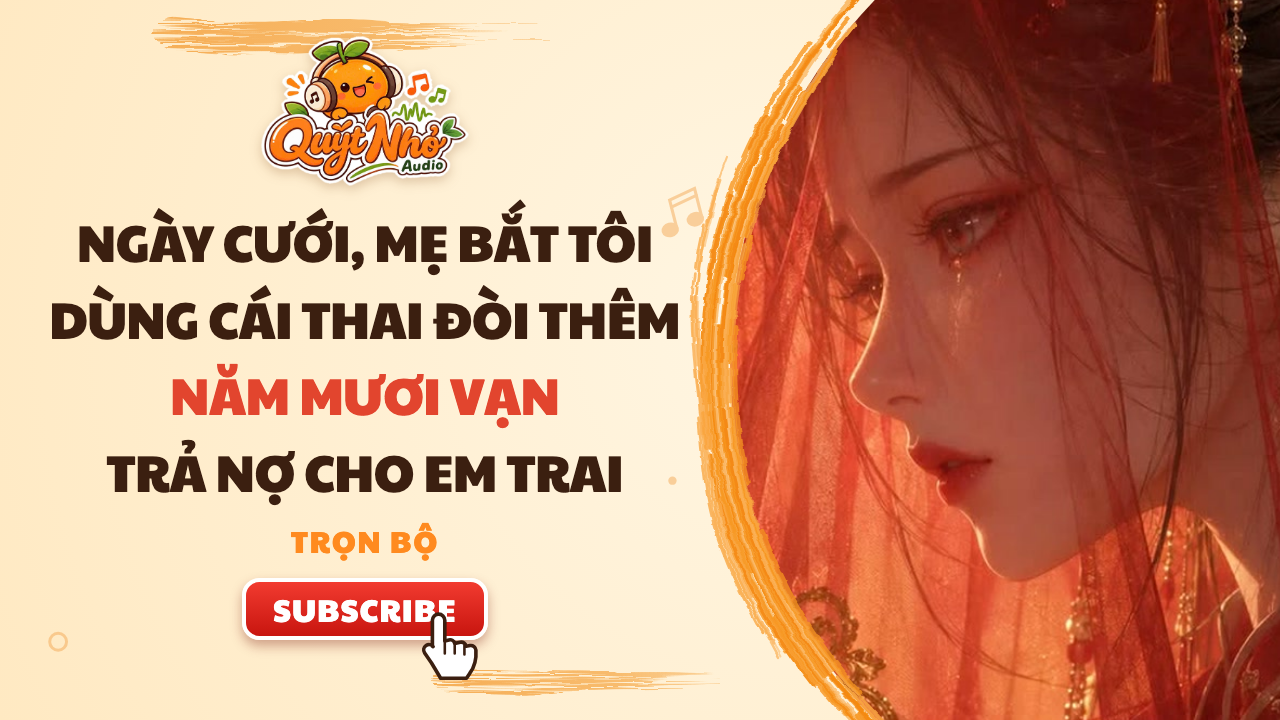 Quýt Nhỏ
Audio
NGÀY CƯỚI, MẸ BẮT TÔI
DÙNG CÁI THAI ĐÒI THÊM
NĂM MƯƠI VẠN
TRẢ NỢ CHO EM TRAI
TRỌN BỘ
SUBSCRIBE